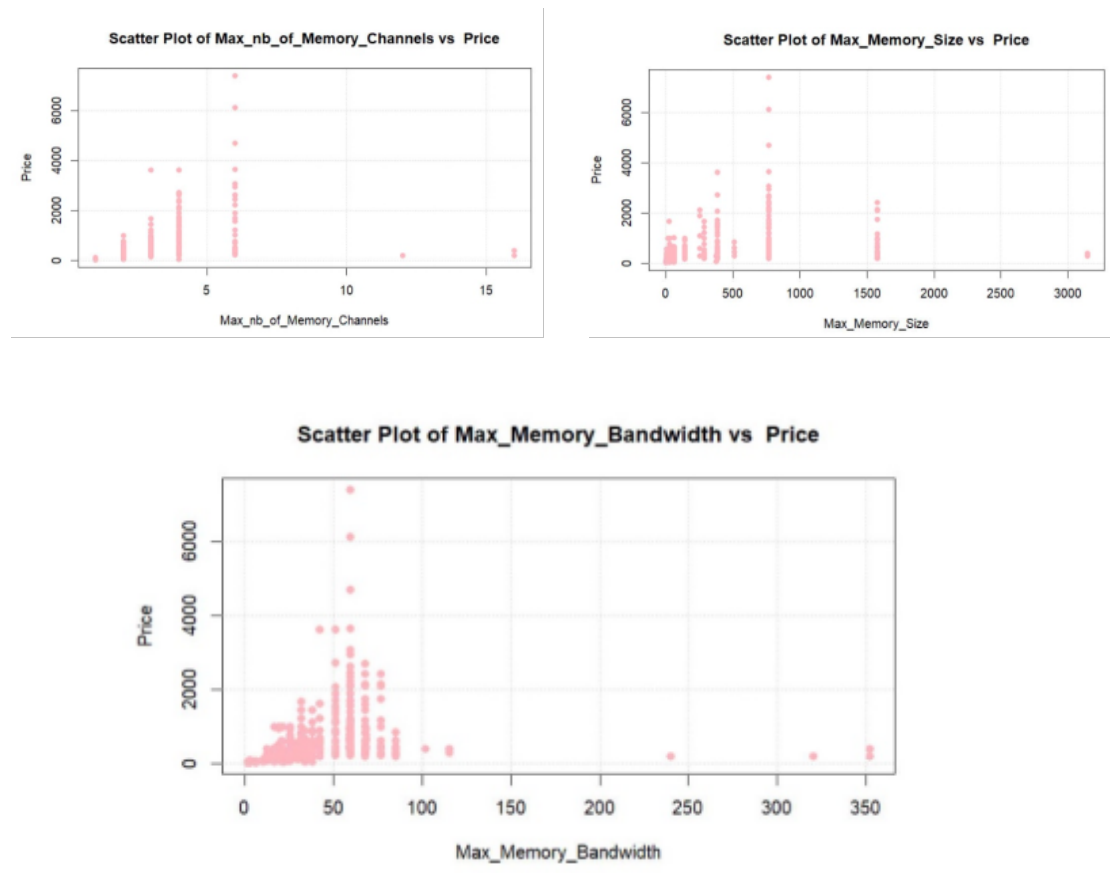 Scatter Plot of Max_nb_of_Memory_Channels vs  Price
Price
6000
4000
2000
0
5 10 15
Max_nb_of_Memory_Channels
Scatter Plot of Max_Memory_Size vs  Price
Price
6000
4000
2000
0
0 500 1000 1500 2000 2500 3000
Max_Memory_Size
Scatter Plot of Max_Memory_Bandwidth vs  Price
Price
6000
4000
2000
0
0 50 100 150 200 250 300 350
Max_Memory_Bandwidth